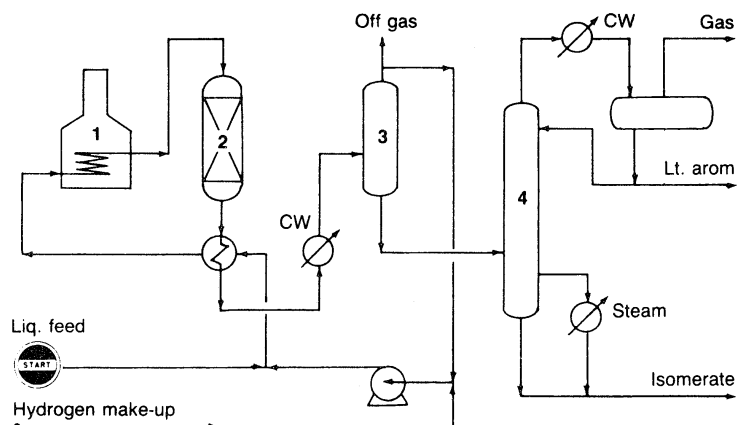 Off gas
CW
Gas
1
2
3
Lt. arom
4
CW
Steam
Liq. feed
START
Isomerate
Hydrogen make-up